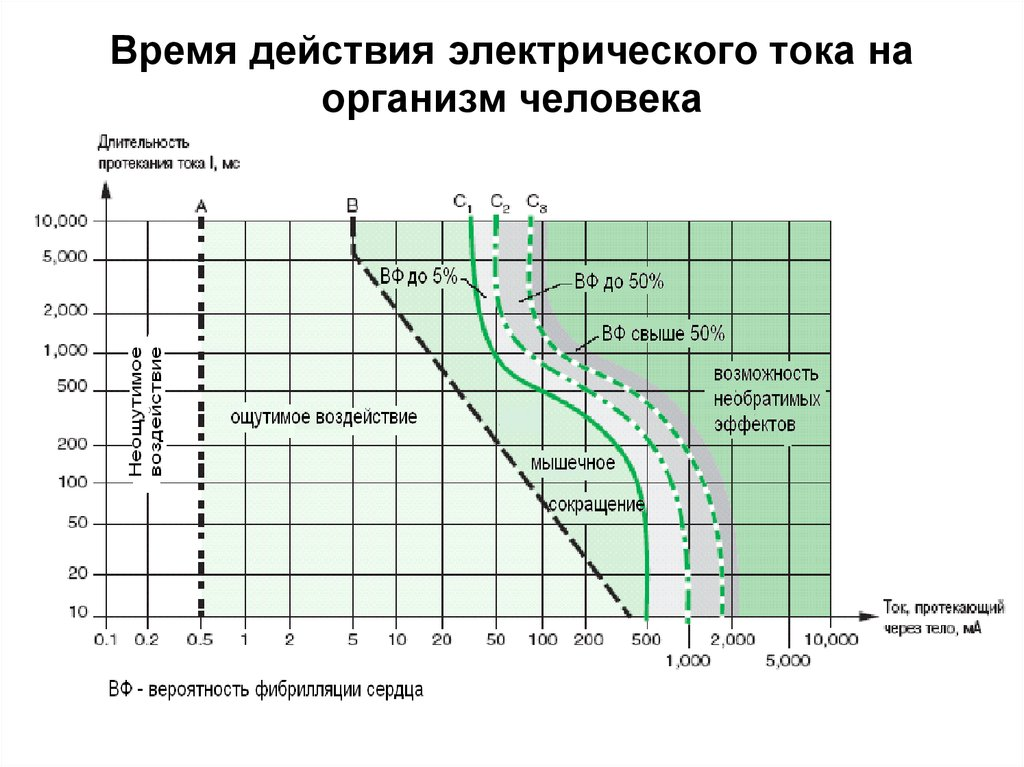 Время действия электрического тока на
организм человека
Длительность
протекания тока I, мс
A
B
C₁
C₂
C₃
10,000
5,000
2,000
1,000
500
200
100
50
20
10
ВФ до 5%
ВФ до 50%
ВФ свыше 50%
Неощутимое
воздействие
ощутимое воздействие
возможность
необратимых
эффектов
мышечное
сокращение
Ток, протекающий
через тело, мА
0.1 0.2 0.5 1 2 5 10 20 50 100 200 500 2,000 10,000
1,000 5,000
ВФ - вероятность фибрилляции сердца